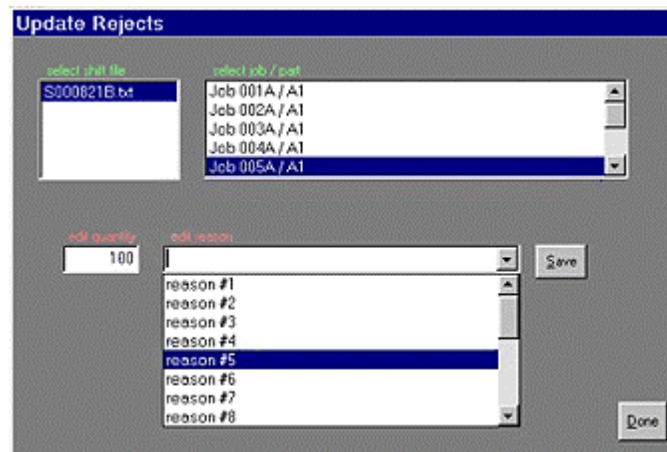 Update Rejects
select shift file
select job / part
S000821B.txt
Job 001A / A1
Job 002A / A1
Job 003A / A1
Job 004A / A1
Job 005A / A1
edit quantity
edit reason
100
Save
reason #1
reason #2
reason #3
reason #4
reason #5
reason #6
reason #7
reason #8
Done